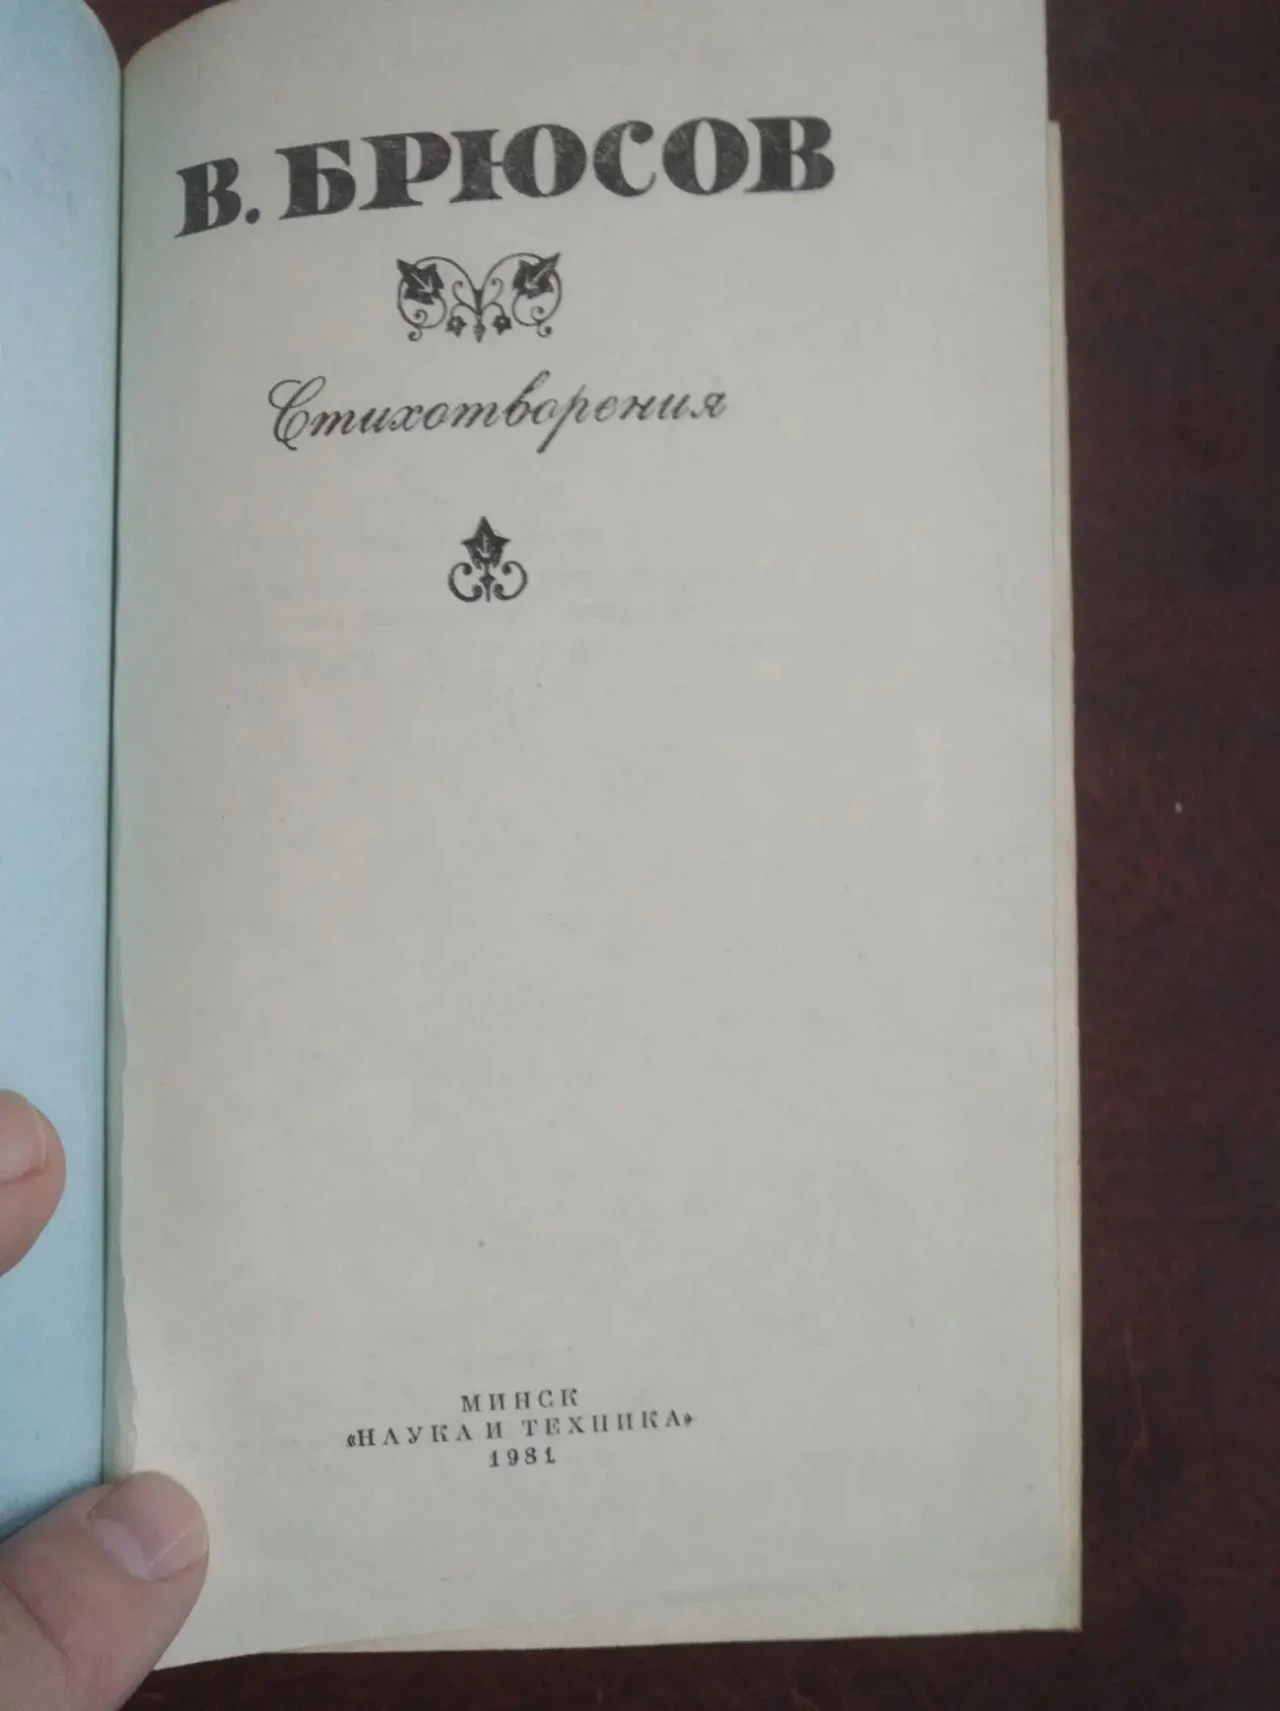 В. БРЮСОВ
Стихотворения
МИНСК
«НАУКА И ТЕХНИКА»
1981